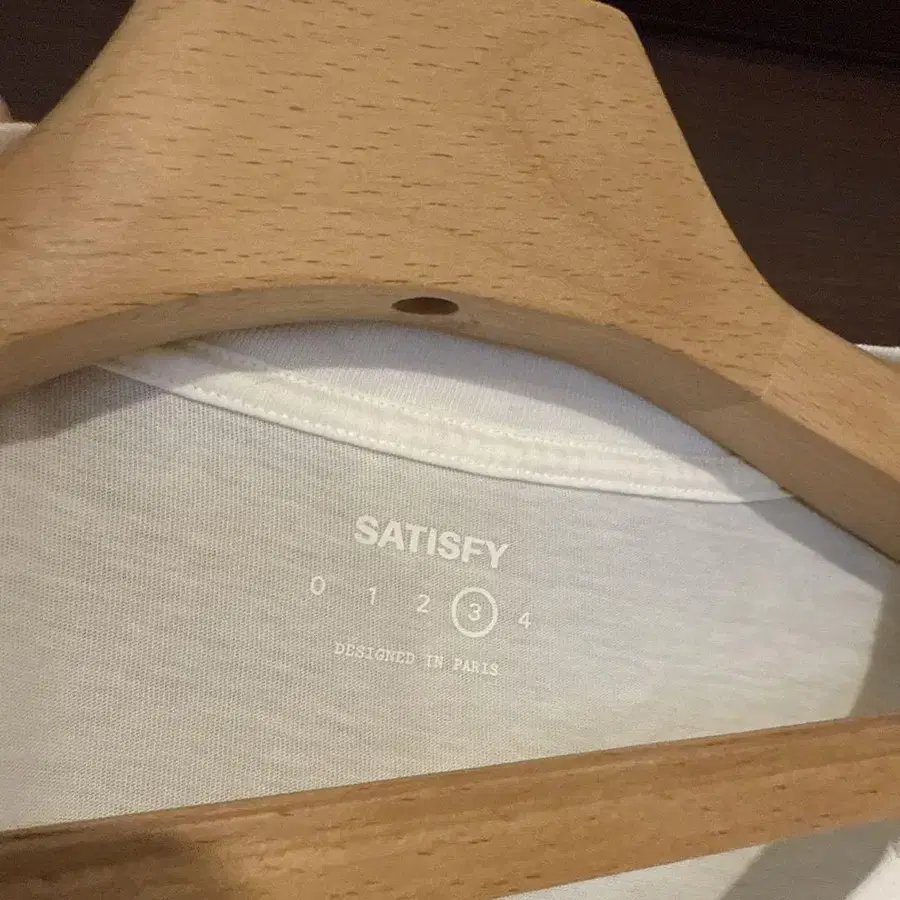 SATISFY
0 1 2 3 4
DESIGNED IN PARIS